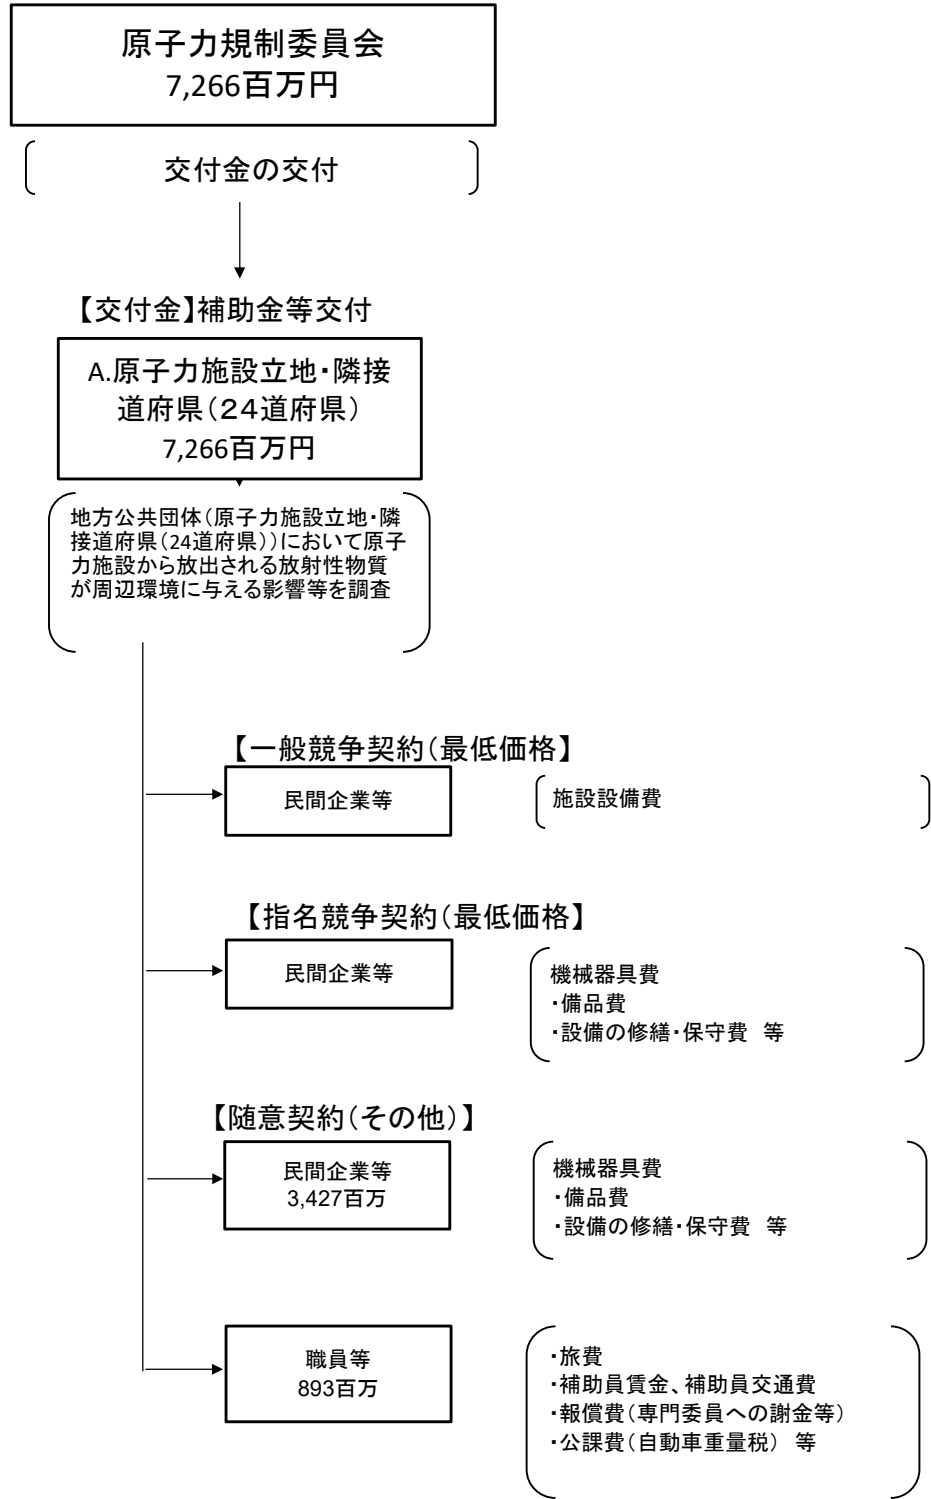 原子力規制委員会
7,266百万円
交付金の交付
【交付金】補助金等交付
A.原子力施設立地・隣接
道府県（２４道府県）
7,266百万円
地方公共団体（原子力施設立地・隣
接道府県（24道府県））において原子
力施設から放出される放射性物質
が周辺環境に与える影響等を調査
【一般競争契約（最低価格】
民間企業等
施設設備費
【指名競争契約（最低価格】
民間企業等
機械器具費
・備品費
・設備の修繕・保守費　等
【随意契約（その他）】
民間企業等
3,427百万
機械器具費
・備品費
・設備の修繕・保守費　等
職員等
893百万
・旅費
・補助員賃金、補助員交通費
・報償費（専門委員への謝金等）
・公課費（自動車重量税）　等